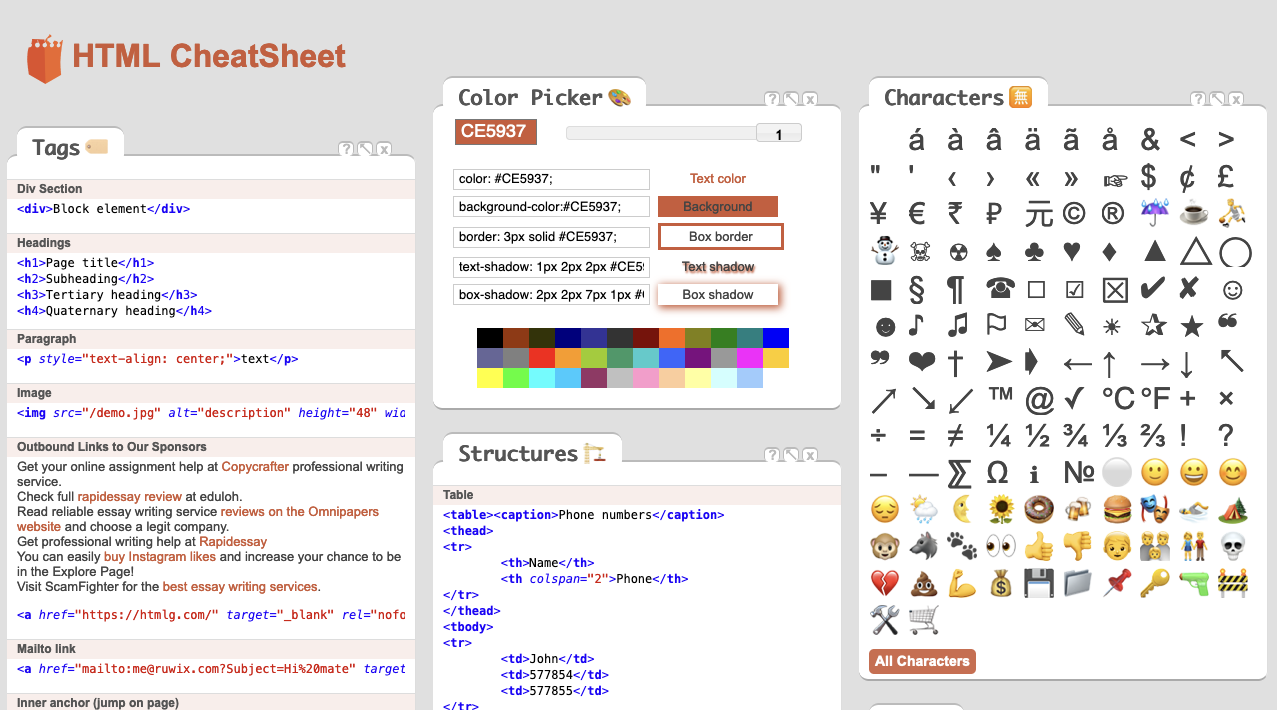 HTML CheatSheet
Tags
? x
Div Section
<div>Block element</div>
Headings
<h1>Page title</h1>
<h2>Subheading</h2>
<h3>Tertiary heading</h3>
<h4>Quaternary heading</h4>
Paragraph
<p style="text-align: center;">text</p>
Image
<img src="/demo.jpg" alt="description" height="48" wid
Outbound Links to Our Sponsors
Get your online assignment help at Copycrafter professional writing
service.
Check full rapidessay review at eduloh.
Read reliable essay writing service reviews on the Omnipapers
website and choose a legit company.
Get professional writing help at Rapidessay
You can easily buy Instagram likes and increase your chance to be
in the Explore Page!
Visit ScamFighter for the best essay writing services.
<a href="https://htmlg.com/" target="_blank" rel="nofo
Mailto link
<a href="mailto:me@ruwix.com?Subject=Hi%20mate" target
Inner anchor (jump on page)
Color Picker 🎨
? x
CE5937 1
color: #CE5937; Text color
background-color:#CE5937; Background
border: 3px solid #CE5937; Box border
text-shadow: 1px 2px 2px #CE5 Text shadow
box-shadow: 2px 2px 7px 1px # Box shadow
Structures
? x
Table
<table><caption>Phone numbers</caption>
<thead>
<tr>
<th>Name</th>
<th colspan="2">Phone</th>
</tr>
</thead>
<tbody>
<tr>
<td>John</td>
<td>577854</td>
<td>577855</td>
</tr>
Characters 🈚
? x
á à â ä ã å & < >
" ' ‹ › « » ☞ $ ¢ £
¥ € ₹ ₽ 元 © ® ☔ ☕ ⛹
⛄ ☠ ☢ ♠ ♣ ♥ ♦ ▲ △ ◯
■ § ¶ ☎ □ ☑ ☒ ✔ ✘ ☺
☻ ♪ ♫ ⚐ ✉ ✎ ☀ ✰ ★ ❝
❞ ❤ † ➤ ➧ ← ↑ → ↓ ↖
↗ ↘ ↙ ™ @ ✓ ℃ ℉ + ×
÷ = ≠ ¼ ½ ¾ ⅓ ⅔ ! ?
– — ∑ Ω ℹ № ⚪ 🙂 😀 😊
😔 🌦 🌜 🌻 🍩 🍻 🍔 🎭 🏊 🏕
🐵 🐺 🐾 👀 👍 👎 👦 👪 👫 💀
💔 💩 💪 💰 💾 📁 📌 🔑 🔫 🚧
🛠 🛒
All Characters